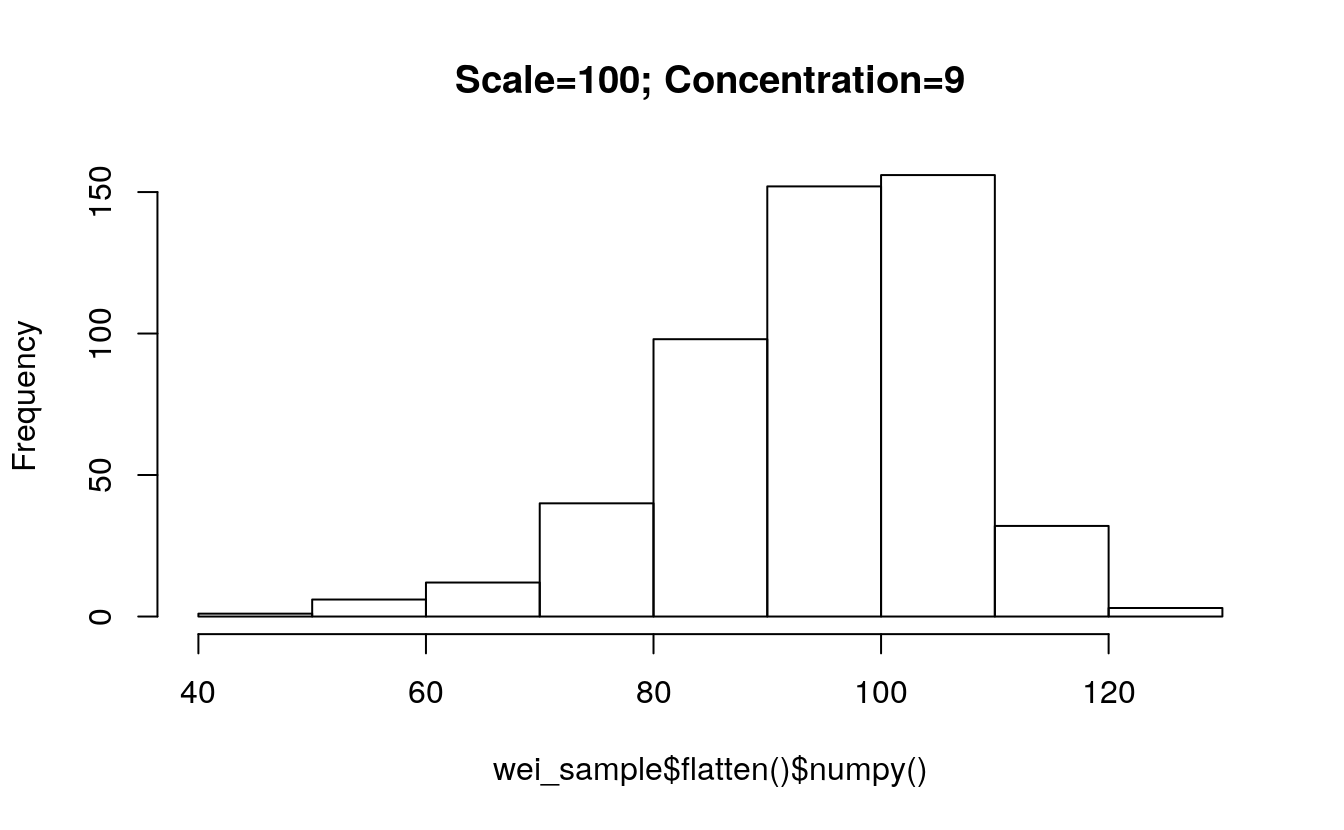 Scale=100; Concentration=9
Frequency
150
100
50
0
40 60 80 100 120
wei_sample$flatten()$numpy()